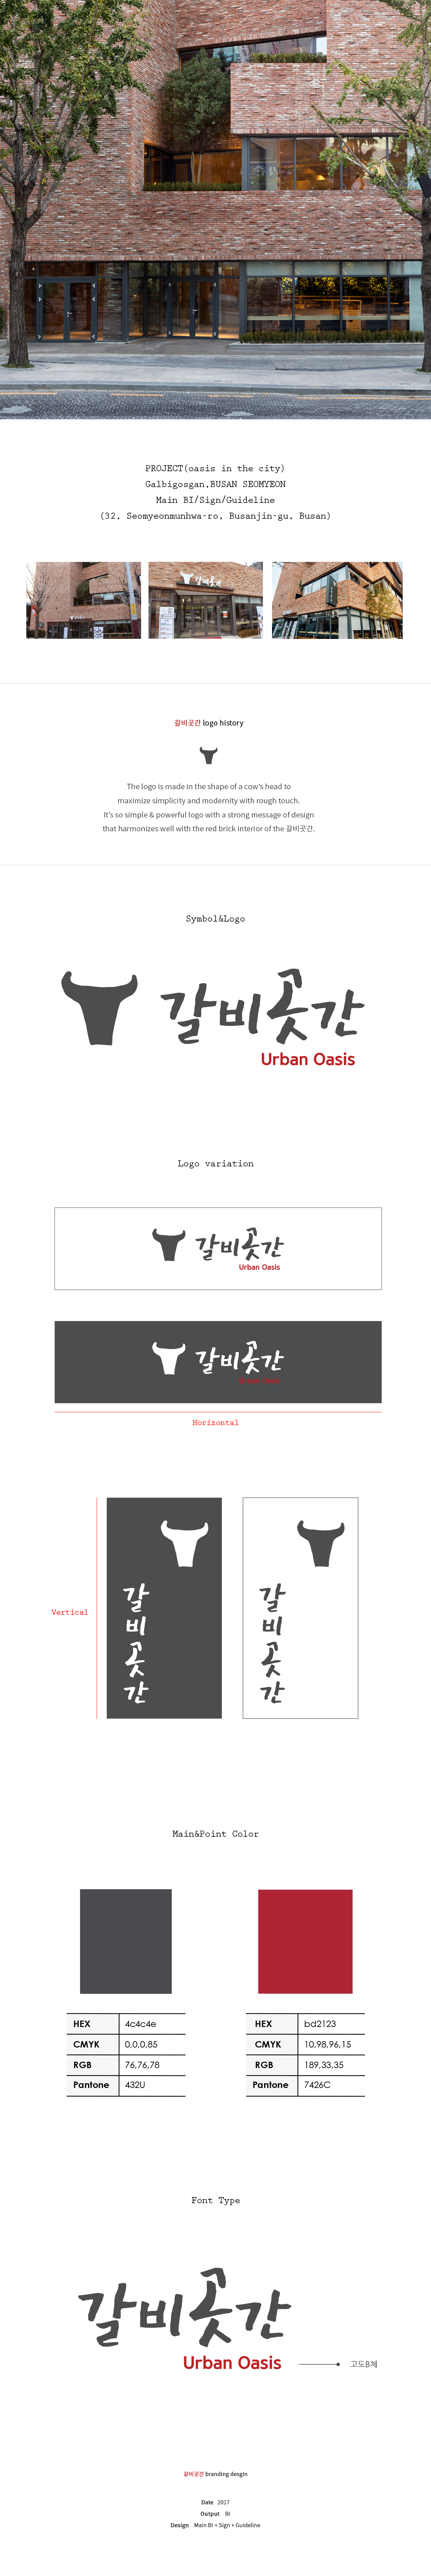 PROJECT(oasis in the city)
Galbigosgan,BUSAN SEOMYEON
Main BI/Sign/Guideline
(32, Seomyeonmunhwa-ro, Busanjin-gu, Busan)
갈비곳간
갈비곳간 logo history
The logo is made in the shape of a cow's head to
maximize simplicity and modernity with rough touch.
It's so simple & powerful logo with a strong message of design
that harmonizes well with the red brick interior of the 갈비곳간.
Symbol&Logo
갈비곳간
Urban Oasis
Logo variation
갈비곳간
Urban Oasis
갈비곳간
Urban Oasis
Horizontal
Vertical
갈
비
곳
간
갈
비
곳
간
Main&Point Color
HEX 4c4c4e
CMYK 0,0,0,85
RGB 76,76,78
Pantone 432U
HEX bd2123
CMYK 10,98,96,15
RGB 189,33,35
Pantone 7426C
Font Type
갈비곳간
Urban Oasis
고도B체
갈비곳간 branding desgin
Date 2017
Output BI
Design Main BI + Sign + Guideline